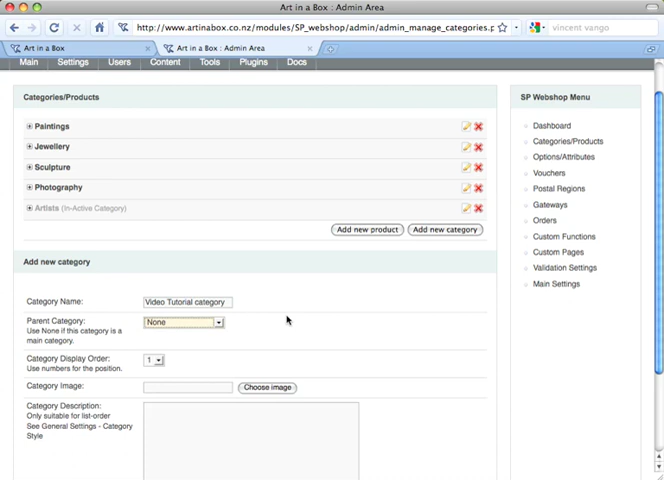 Art in a Box : Admin Area
http://www.artinabox.co.nz/modules/SP_webshop/admin/admin_manage_categories.p
vincent vango
Art in a Box
Art in a Box : Admin Area
Main Settings Users Content Tools Plugins Docs
Categories/Products
Paintings
Jewellery
Sculpture
Photography
Artists (In-Active Category)
Add new product Add new category
Add new category
Category Name: Video Tutorial category
Parent Category: None
Use None if this category is a
main category.
Category Display Order: 1
Use numbers for the position.
Category Image: Choose image
Category Description:
Only suitable for list-order
See General Settings - Category
Style
SP Webshop Menu
Dashboard
Categories/Products
Options/Attributes
Vouchers
Postal Regions
Gateways
Orders
Custom Functions
Custom Pages
Validation Settings
Main Settings